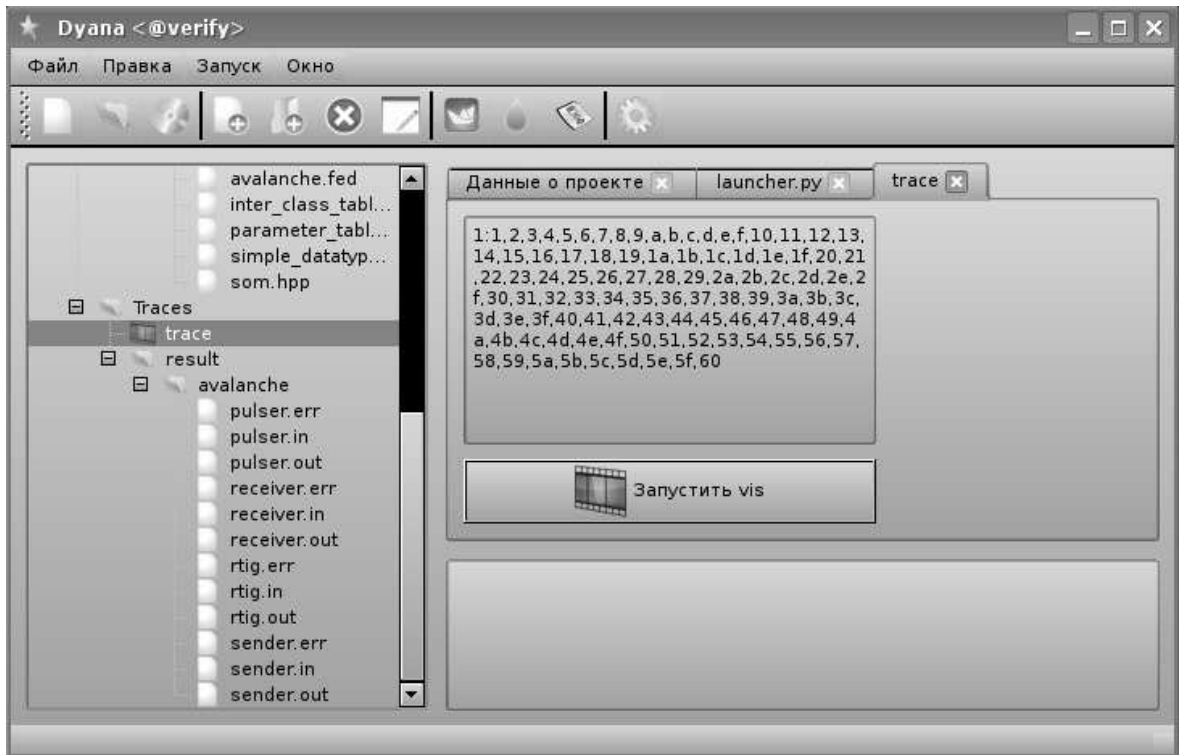 Dyana <@verify>
Файл Правка Запуск Окно
avalanche.fed
inter_class_tabl...
parameter_tabl...
simple_datatyp...
som.hpp
Traces
trace
result
avalanche
pulser.err
pulser.in
pulser.out
receiver.err
receiver.in
receiver.out
rtig.err
rtig.in
rtig.out
sender.err
sender.in
sender.out
Данные о проекте launcher.py trace
1:1,2,3,4,5,6,7,8,9,a,b,c,d,e,f,10,11,12,13,
14,15,16,17,18,19,1a,1b,1c,1d,1e,1f,20,21
,22,23,24,25,26,27,28,29,2a,2b,2c,2d,2e,2
f,30,31,32,33,34,35,36,37,38,39,3a,3b,3c,
3d,3e,3f,40,41,42,43,44,45,46,47,48,49,4
a,4b,4c,4d,4e,4f,50,51,52,53,54,55,56,57,
58,59,5a,5b,5c,5d,5e,5f,60
Запустить vis